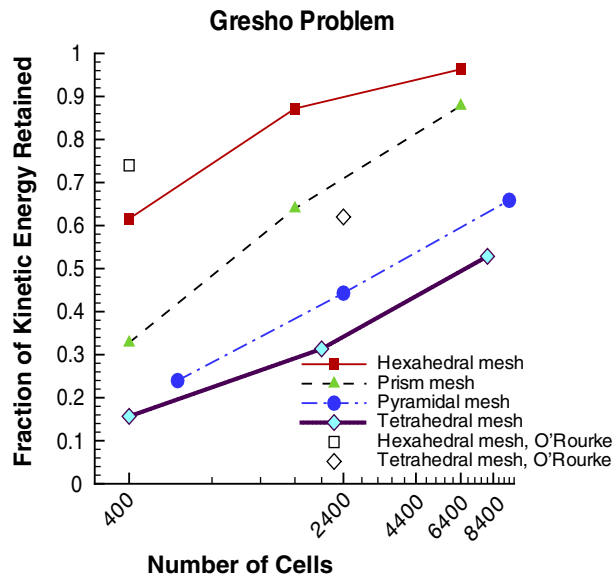 Gresho Problem
Fraction of Kinetic Energy Retained
1
0.9
0.8
0.7
0.6
0.5
0.4
0.3
0.2
0.1
0
Hexahedral mesh
Prism mesh
Pyramidal mesh
Tetrahedral mesh
Hexahedral mesh, O'Rourke
Tetrahedral mesh, O'Rourke
400
2400
4400
6400
8400
Number of Cells